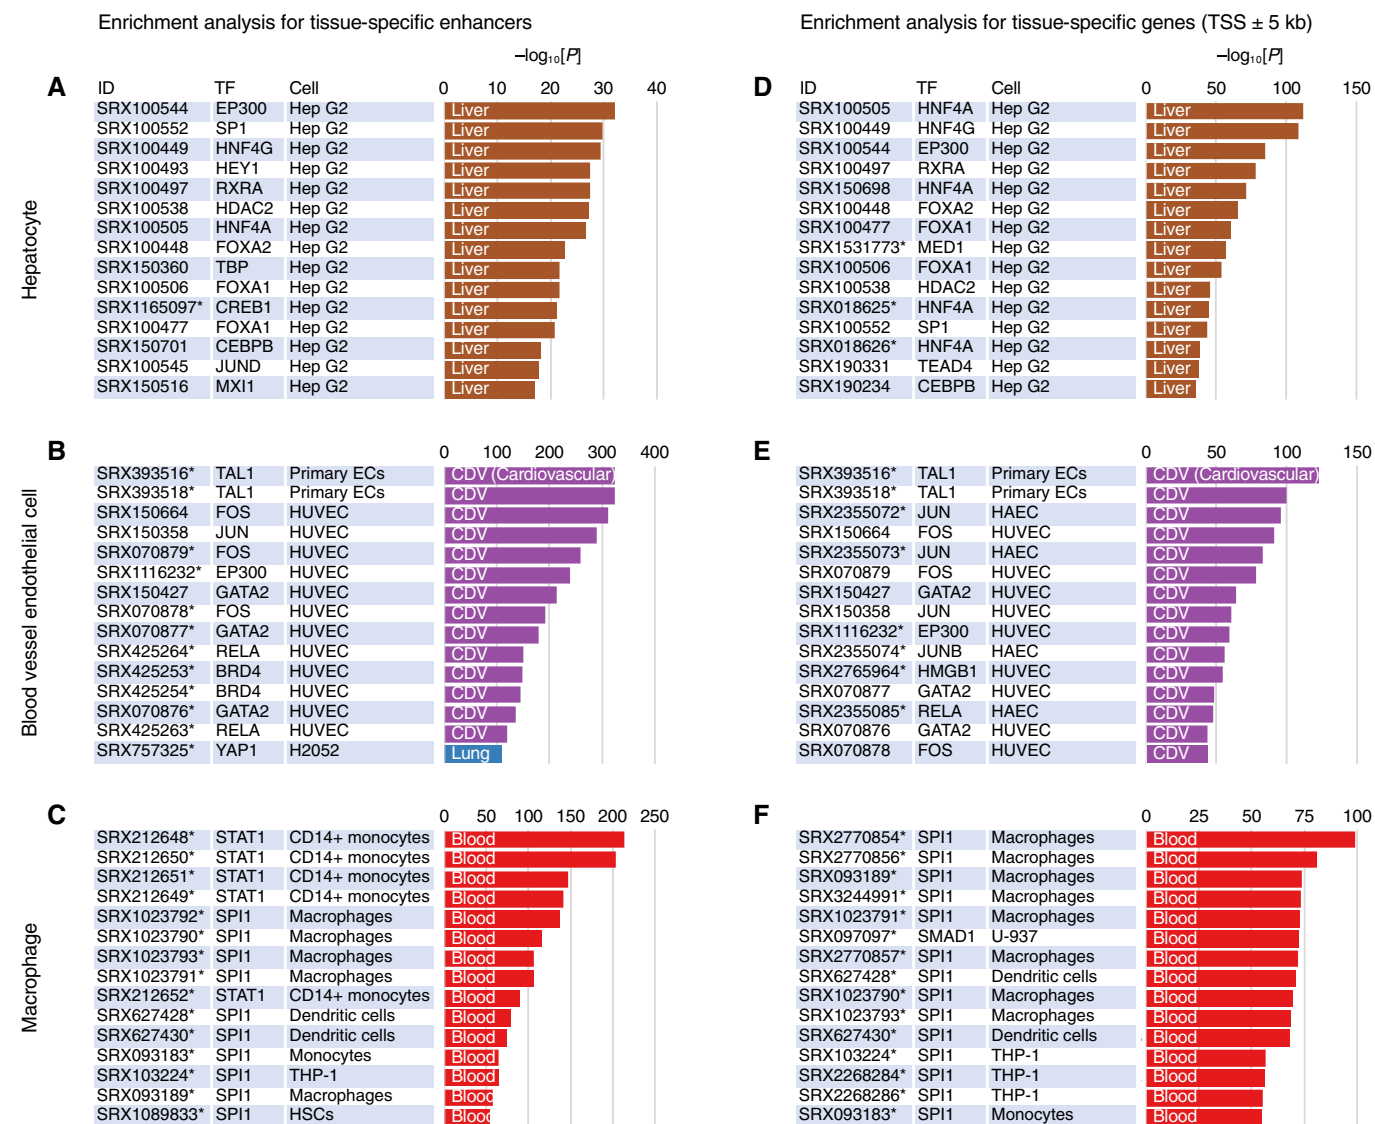 Enrichment analysis for tissue-specific enhancers
Enrichment analysis for tissue-specific genes (TSS ± 5 kb)
Hepatocyte
A
–log₁₀[P]
ID TF Cell 0 10 20 30 40
SRX100544 EP300 Hep G2 Liver
SRX100552 SP1 Hep G2 Liver
SRX100449 HNF4G Hep G2 Liver
SRX100493 HEY1 Hep G2 Liver
SRX100497 RXRA Hep G2 Liver
SRX100538 HDAC2 Hep G2 Liver
SRX100505 HNF4A Hep G2 Liver
SRX100448 FOXA2 Hep G2 Liver
SRX150360 TBP Hep G2 Liver
SRX100506 FOXA1 Hep G2 Liver
SRX1165097* CREB1 Hep G2 Liver
SRX100477 FOXA1 Hep G2 Liver
SRX150701 CEBPB Hep G2 Liver
SRX100545 JUND Hep G2 Liver
SRX150516 MXI1 Hep G2 Liver
D
–log₁₀[P]
ID TF Cell 0 50 100 150
SRX100505 HNF4A Hep G2 Liver
SRX100449 HNF4G Hep G2 Liver
SRX100544 EP300 Hep G2 Liver
SRX100497 RXRA Hep G2 Liver
SRX150698 HNF4A Hep G2 Liver
SRX100448 FOXA2 Hep G2 Liver
SRX100477 FOXA1 Hep G2 Liver
SRX1531773* MED1 Hep G2 Liver
SRX100506 FOXA1 Hep G2 Liver
SRX100538 HDAC2 Hep G2 Liver
SRX018625* HNF4A Hep G2 Liver
SRX100552 SP1 Hep G2 Liver
SRX018626* HNF4A Hep G2 Liver
SRX190331 TEAD4 Hep G2 Liver
SRX190234 CEBPB Hep G2 Liver
Blood vessel endothelial cell
B
0 100 200 300 400
SRX393516* TAL1 Primary ECs CDV (Cardiovascular)
SRX393518* TAL1 Primary ECs CDV
SRX150664 FOS HUVEC CDV
SRX150358 JUN HUVEC CDV
SRX070879* FOS HUVEC CDV
SRX1116232* EP300 HUVEC CDV
SRX150427 GATA2 HUVEC CDV
SRX070878* FOS HUVEC CDV
SRX070877* GATA2 HUVEC CDV
SRX425264* RELA HUVEC CDV
SRX425253* BRD4 HUVEC CDV
SRX425254* BRD4 HUVEC CDV
SRX070876* GATA2 HUVEC CDV
SRX425263* RELA HUVEC CDV
SRX757325* YAP1 H2052 Lung
E
0 50 100 150
SRX393516* TAL1 Primary ECs CDV (Cardiovascular)
SRX393518* TAL1 Primary ECs CDV
SRX2355072* JUN HAEC CDV
SRX150664 FOS HUVEC CDV
SRX2355073* JUN HAEC CDV
SRX070879 FOS HUVEC CDV
SRX150427 GATA2 HUVEC CDV
SRX150358 JUN HUVEC CDV
SRX1116232* EP300 HUVEC CDV
SRX2355074* JUNB HAEC CDV
SRX2765964* HMGB1 HUVEC CDV
SRX070877 GATA2 HUVEC CDV
SRX2355085* RELA HAEC CDV
SRX070876 GATA2 HUVEC CDV
SRX070878 FOS HUVEC CDV
Macrophage
C
0 50 100 150 200 250
SRX212648* STAT1 CD14+ monocytes Blood
SRX212650* STAT1 CD14+ monocytes Blood
SRX212651* STAT1 CD14+ monocytes Blood
SRX212649* STAT1 CD14+ monocytes Blood
SRX1023792* SPI1 Macrophages Blood
SRX1023790* SPI1 Macrophages Blood
SRX1023793* SPI1 Macrophages Blood
SRX1023791* SPI1 Macrophages Blood
SRX212652* STAT1 CD14+ monocytes Blood
SRX627428* SPI1 Dendritic cells Blood
SRX627430* SPI1 Dendritic cells Blood
SRX093183* SPI1 Monocytes Blood
SRX103224* SPI1 THP-1 Blood
SRX093189* SPI1 Macrophages Blood
SRX1089833* SPI1 HSCs Blood
F
0 25 50 75 100
SRX2770854* SPI1 Macrophages Blood
SRX2770856* SPI1 Macrophages Blood
SRX093189* SPI1 Macrophages Blood
SRX3244991* SPI1 Macrophages Blood
SRX1023791* SPI1 Macrophages Blood
SRX097097* SMAD1 U-937 Blood
SRX2770857* SPI1 Macrophages Blood
SRX627428* SPI1 Dendritic cells Blood
SRX1023790* SPI1 Macrophages Blood
SRX1023793* SPI1 Macrophages Blood
SRX627430* SPI1 Dendritic cells Blood
SRX103224* SPI1 THP-1 Blood
SRX2268284* SPI1 THP-1 Blood
SRX2268286* SPI1 THP-1 Blood
SRX093183* SPI1 Monocytes Blood